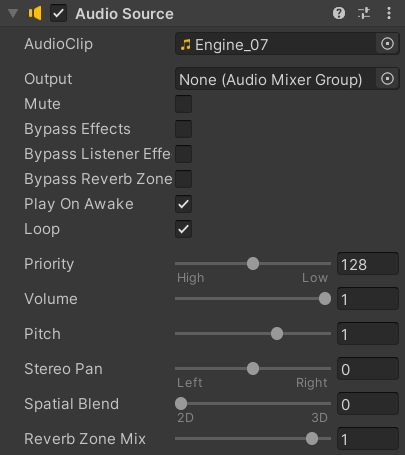 Audio Source
AudioClip Engine_07
Output None (Audio Mixer Group)
Mute
Bypass Effects
Bypass Listener Effe
Bypass Reverb Zone
Play On Awake
Loop
Priority 128
High Low
Volume 1
Pitch 1
Stereo Pan 0
Left Right
Spatial Blend 0
2D 3D
Reverb Zone Mix 1